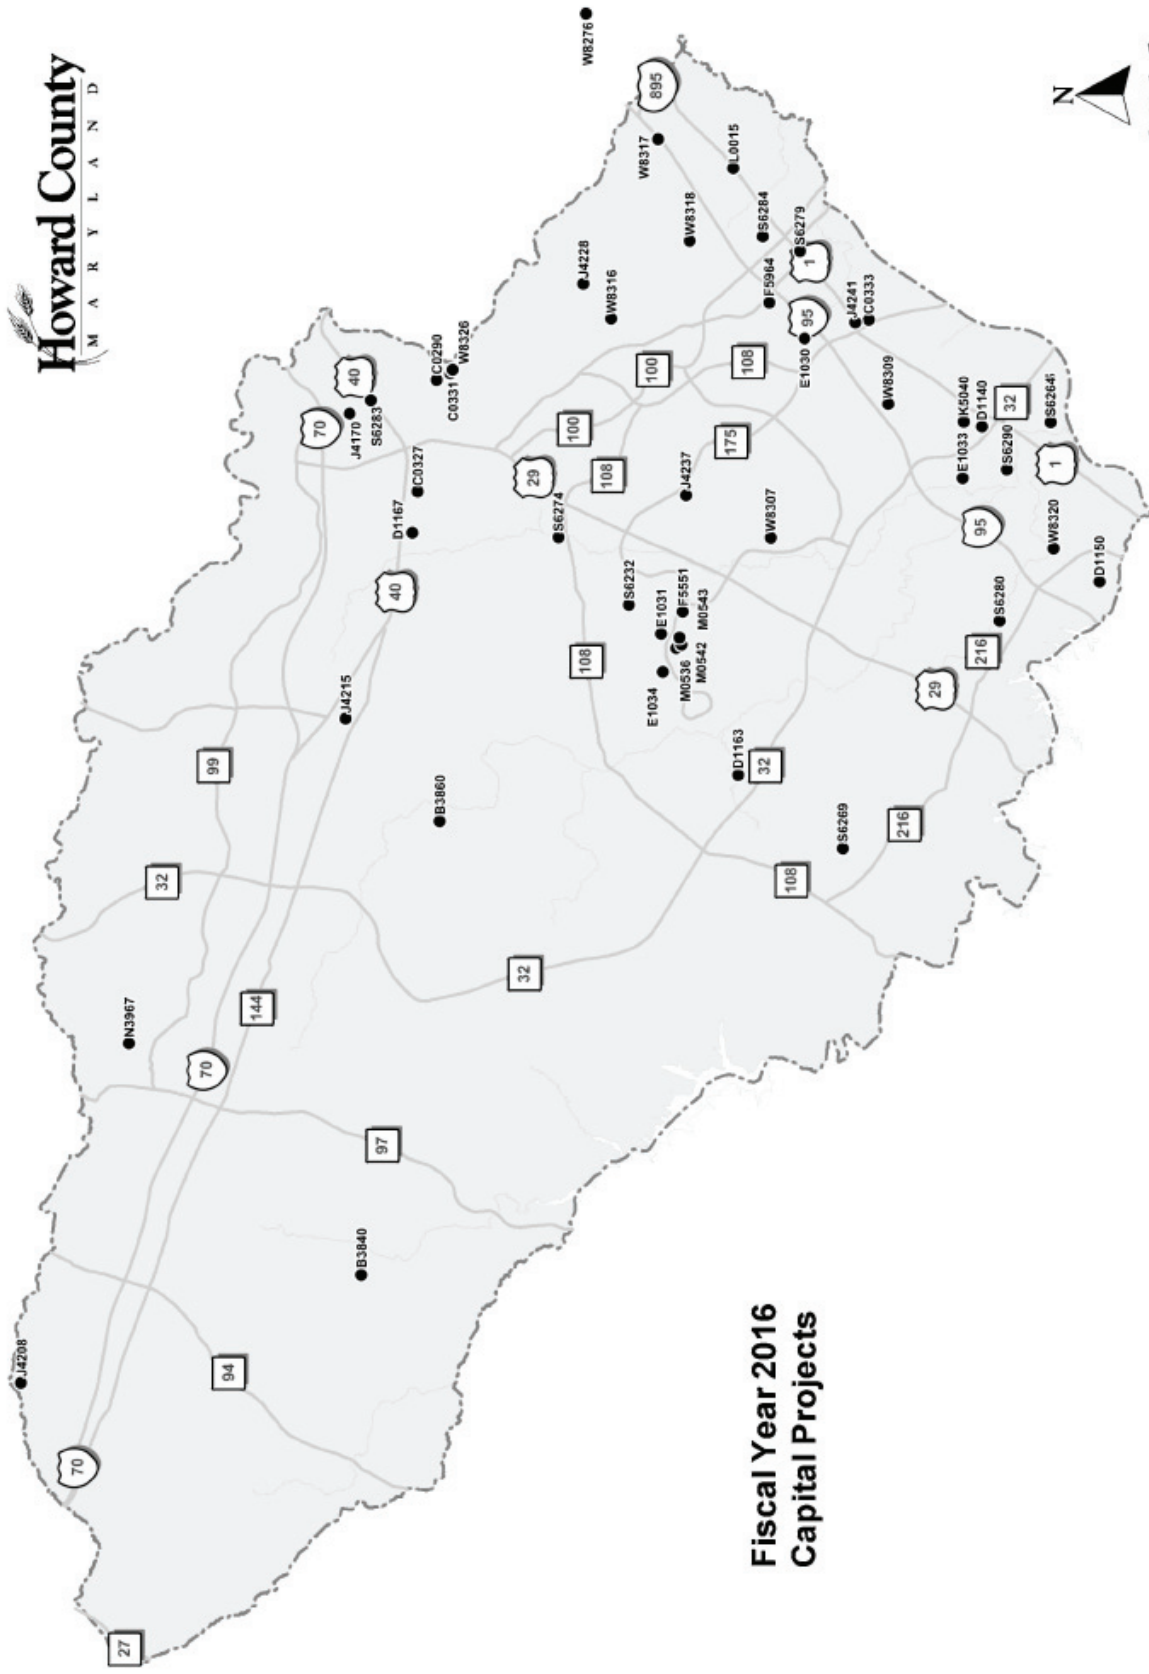 Howard County
M A R Y L A N D
J4208
70
27
N3967
32
70
99
94
144
70
J4215
40
J4170
B3840
S6283
97
40
D1167
C0327
C0290
B3860
C0331
W8326
32
29
S6274
100
J4228
108
W8276
108
W8316
S6232
W8317
E1034
100
895
E1031
F5551
M0536
J4237
W8318
M0542
M0543
175
L0015
D1163
108
S6284
32
F5964
W8307
108
S6279
E1030
95
1
S6269
J4241
C0333
W8309
216
29
E1033
K5040
95
D1140
216
S6280
S6290
32
S6264
W8320
1
D1150
N
Fiscal Year 2016
Capital Projects